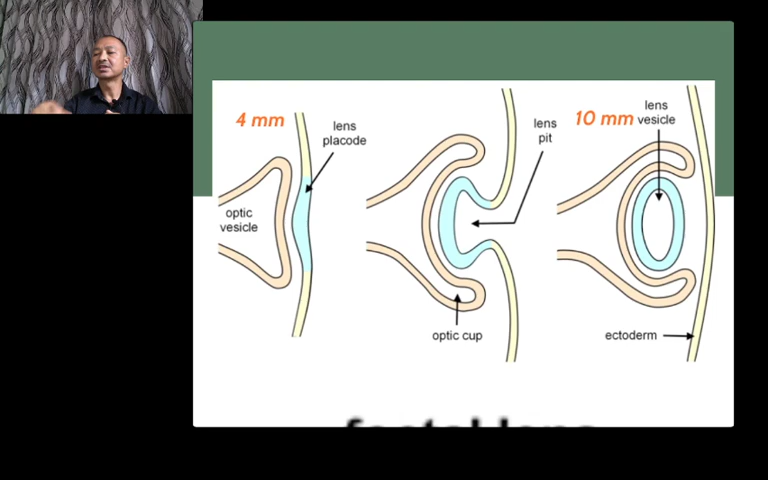 4 mm
lens
placode
optic
vesicle
lens
pit
optic cup
10 mm
lens
vesicle
ectoderm